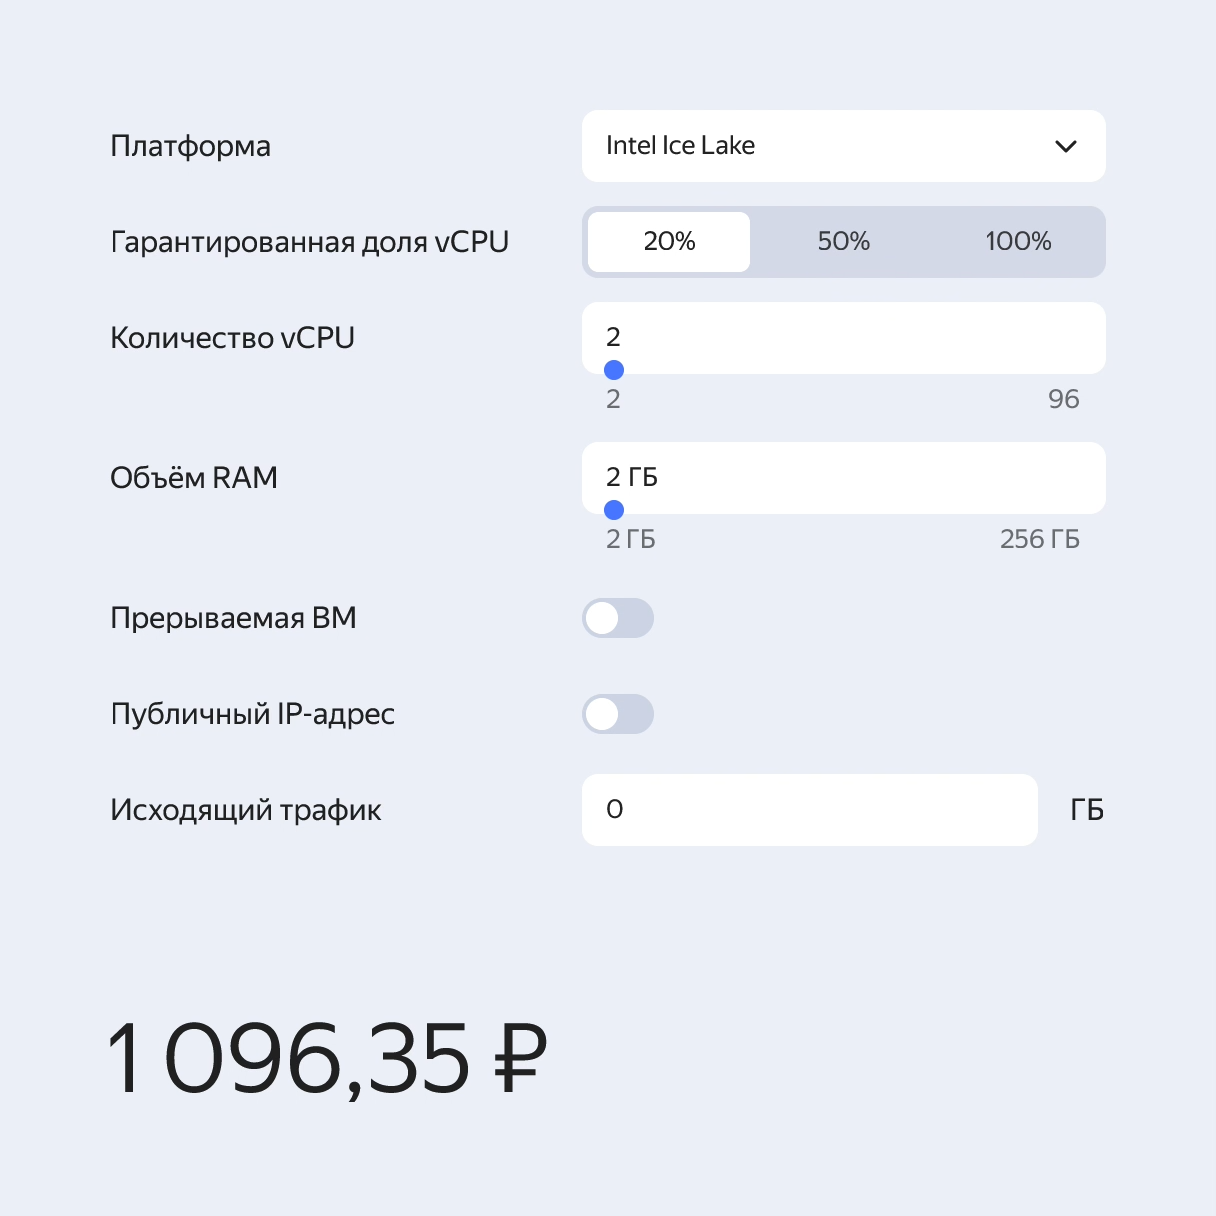 Платформа
Intel Ice Lake
Гарантированная доля vCPU
20% 50% 100%
Количество vCPU
2
2 96
Объём RAM
2 ГБ
2 ГБ 256 ГБ
Прерываемая ВМ
Публичный IP-адрес
Исходящий трафик
0 ГБ
1 096,35 ₽